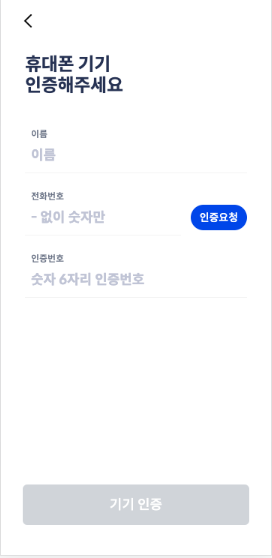 휴대폰 기기
인증해주세요
이름
이름
전화번호
- 없이 숫자만
인증요청
인증번호
숫자 6자리 인증번호
기기 인증